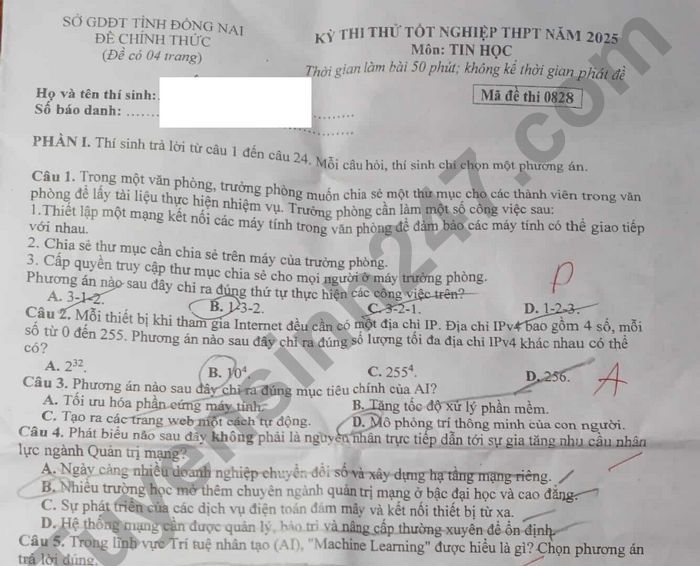 SỞ GDĐT TỈNH ĐỒNG NAI
ĐỀ CHÍNH THỨC
(Đề có 04 trang)
KỲ THI THỬ TỐT NGHIỆP THPT NĂM 2025
Môn: TIN HỌC
Thời gian làm bài 50 phút; không kể thời gian phát đề
Họ và tên thí sinh:
Số báo danh: ......
Mã đề thi 0828
PHẦN I. Thí sinh trả lời từ câu 1 đến câu 24. Mỗi câu hỏi, thí sinh chỉ chọn một phương án.
Câu 1. Trong một văn phòng, trưởng phòng muốn chia sẻ một thư mục cho các thành viên trong văn
phòng để lấy tài liệu thực hiện nhiệm vụ. Trưởng phòng cần làm một số công việc sau:
1.Thiết lập một mạng kết nối các máy tính trong văn phòng để đảm bảo các máy tính có thể giao tiếp
với nhau.
2. Chia sẻ thư mục cần chia sẻ trên máy của trưởng phòng.
3. Cấp quyền truy cập thư mục chia sẻ cho mọi người ở máy trưởng phòng.
Phương án nào sau đây chỉ ra đúng thứ tự thực hiện các công việc trên?
A. 3-1-2. B. 1-3-2. C. 3-2-1. D. 1-2-3.
D
Câu 2. Mỗi thiết bị khi tham gia Internet đều cần có một địa chỉ IP. Địa chỉ IPv4 bao gồm 4 số, mỗi
số từ 0 đến 255. Phương án nào sau đây chỉ ra đúng số lượng tối đa địa chỉ IPv4 khác nhau có thể
có?
A. 2³². B. 10⁴. C. 255⁴. D. 256.
A
Câu 3. Phương án nào sau đây chỉ ra đúng mục tiêu chính của AI?
A. Tối ưu hóa phần cứng máy tính. B. Tăng tốc độ xử lý phần mềm.
C. Tạo ra các trang web một cách tự động. D. Mô phỏng trí thông minh của con người.
Câu 4. Phát biểu nào sau đây không phải là nguyên nhân trực tiếp dẫn tới sự gia tăng nhu cầu nhân
lực ngành Quản trị mạng?
A. Ngày càng nhiều doanh nghiệp chuyển đổi số và xây dựng hạ tầng mạng riêng.
B. Nhiều trường học mở thêm chuyên ngành quản trị mạng ở bậc đại học và cao đẳng.
C. Sự phát triển của các dịch vụ điện toán đám mây và kết nối thiết bị từ xa.
D. Hệ thống mạng cần được quản lý, bảo trì và nâng cấp thường xuyên để ổn định.
Câu 5. Trong lĩnh vực Trí tuệ nhân tạo (AI), "Machine Learning" được hiểu là gì? Chọn phương án
trả lời đúng.
Tuyensinh247.com